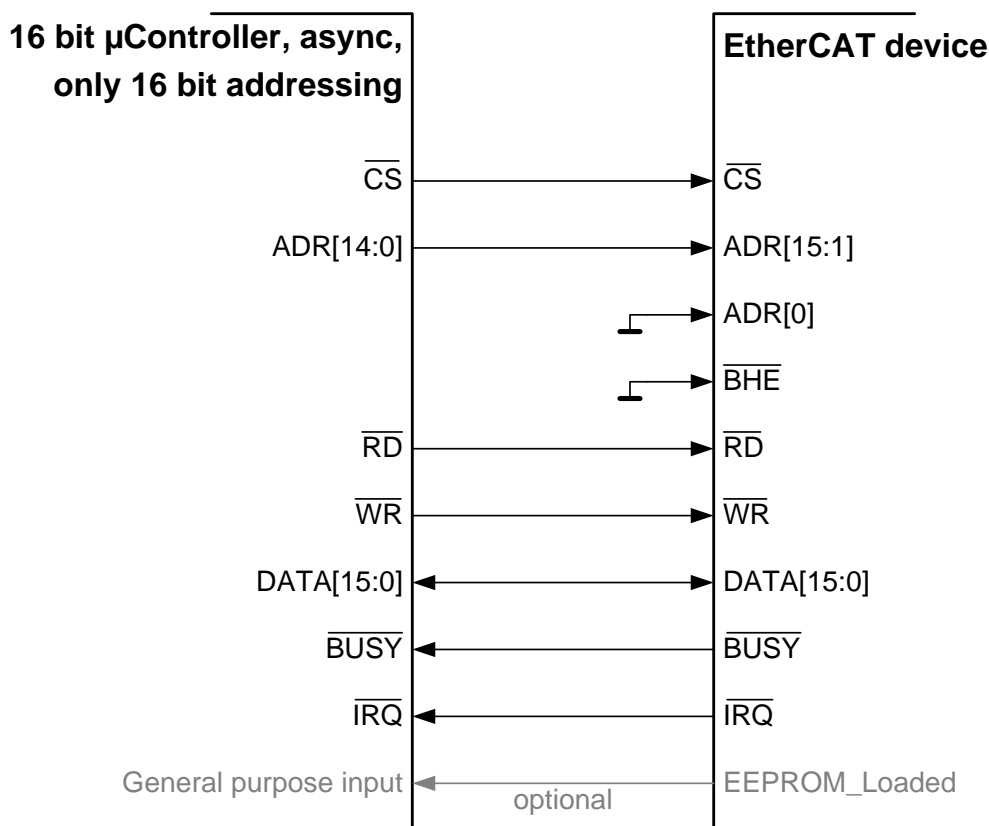 16 bit µController, async,
only 16 bit addressing
EtherCAT device
CS CS
ADR[14:0] ADR[15:1]
ADR[0]
BHE
RD RD
WR WR
DATA[15:0] DATA[15:0]
BUSY BUSY
IRQ IRQ
General purpose input optional EEPROM_Loaded